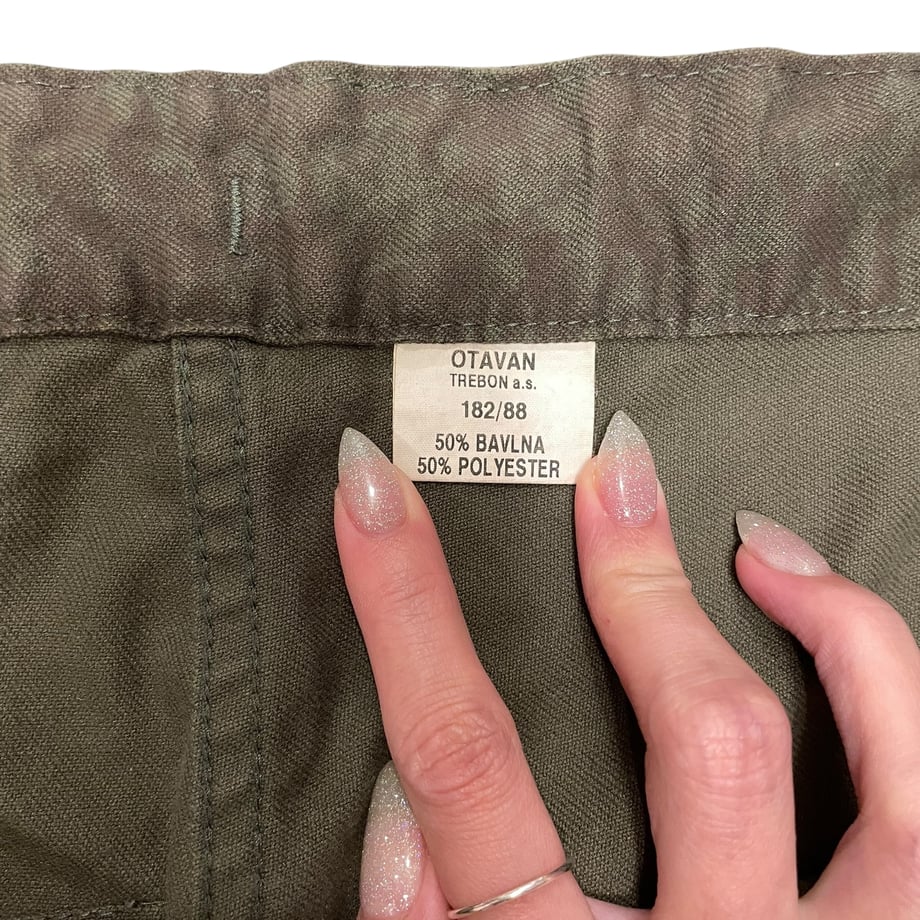 OTAVAN
TREBON a.s.
182/88
50% BAVLNA
50% POLYESTER